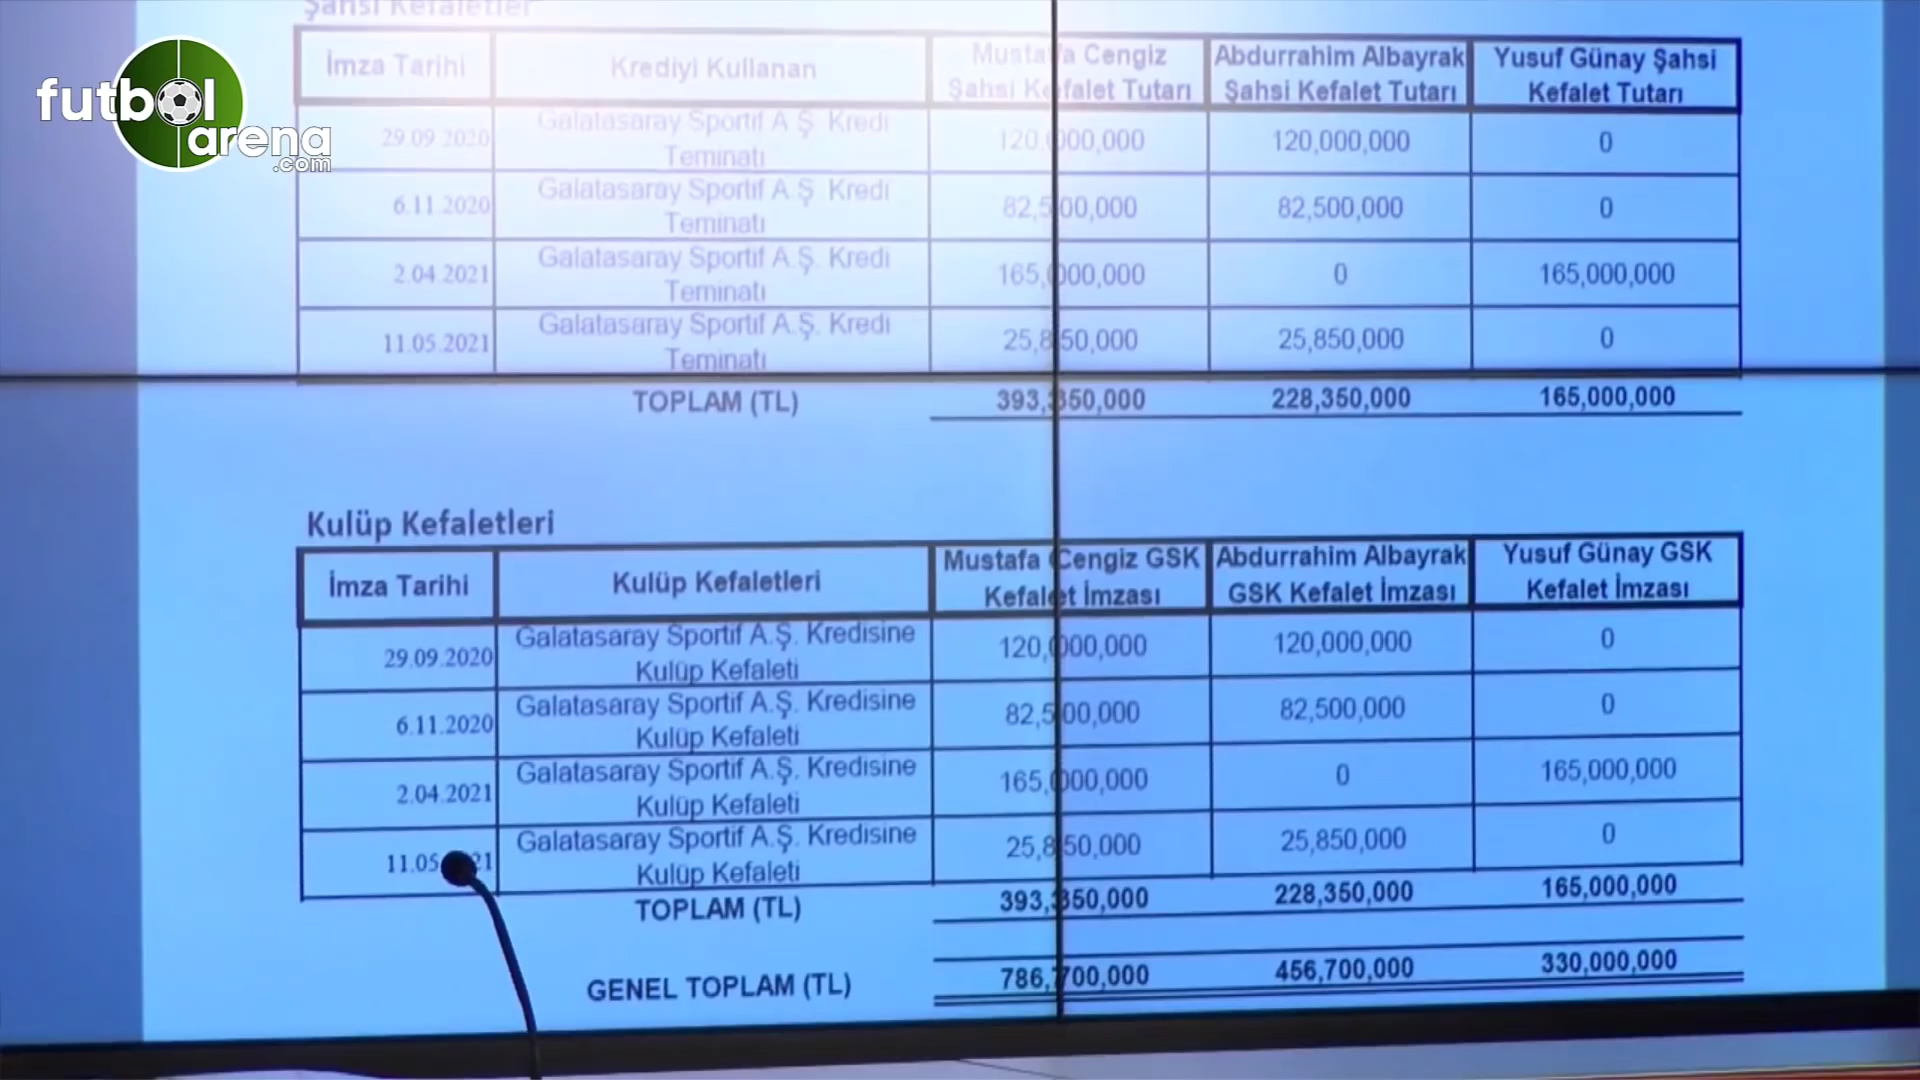 futbol
arena
.com
Şahsi Kefaletler
İmza Tarihi Krediyi Kullanan Mustafa Cengiz Şahsi Kefalet Tutarı Abdurrahim Albayrak Şahsi Kefalet Tutarı Yusuf Günay Şahsi Kefalet Tutarı
29.09.2020 Galatasaray Sportif A.Ş. Kredi Teminatı 120,000,000 120,000,000 0
6.11.2020 Galatasaray Sportif A.Ş. Kredi Teminatı 82,500,000 82,500,000 0
2.04.2021 Galatasaray Sportif A.Ş. Kredi Teminatı 165,000,000 0 165,000,000
11.05.2021 Galatasaray Sportif A.Ş. Kredi Teminatı 25,850,000 25,850,000 0
TOPLAM (TL) 393,350,000 228,350,000 165,000,000
Kulüp Kefaletleri
İmza Tarihi Kulüp Kefaletleri Mustafa Cengiz GSK Kefalet İmzası Abdurrahim Albayrak GSK Kefalet İmzası Yusuf Günay GSK Kefalet İmzası
29.09.2020 Galatasaray Sportif A.Ş. Kredisine Kulüp Kefaleti 120,000,000 120,000,000 0
6.11.2020 Galatasaray Sportif A.Ş. Kredisine Kulüp Kefaleti 82,500,000 82,500,000 0
2.04.2021 Galatasaray Sportif A.Ş. Kredisine Kulüp Kefaleti 165,000,000 0 165,000,000
11.05.2021 Galatasaray Sportif A.Ş. Kredisine Kulüp Kefaleti 25,850,000 25,850,000 0
TOPLAM (TL) 393,350,000 228,350,000 165,000,000
GENEL TOPLAM (TL) 786,700,000 456,700,000 330,000,000